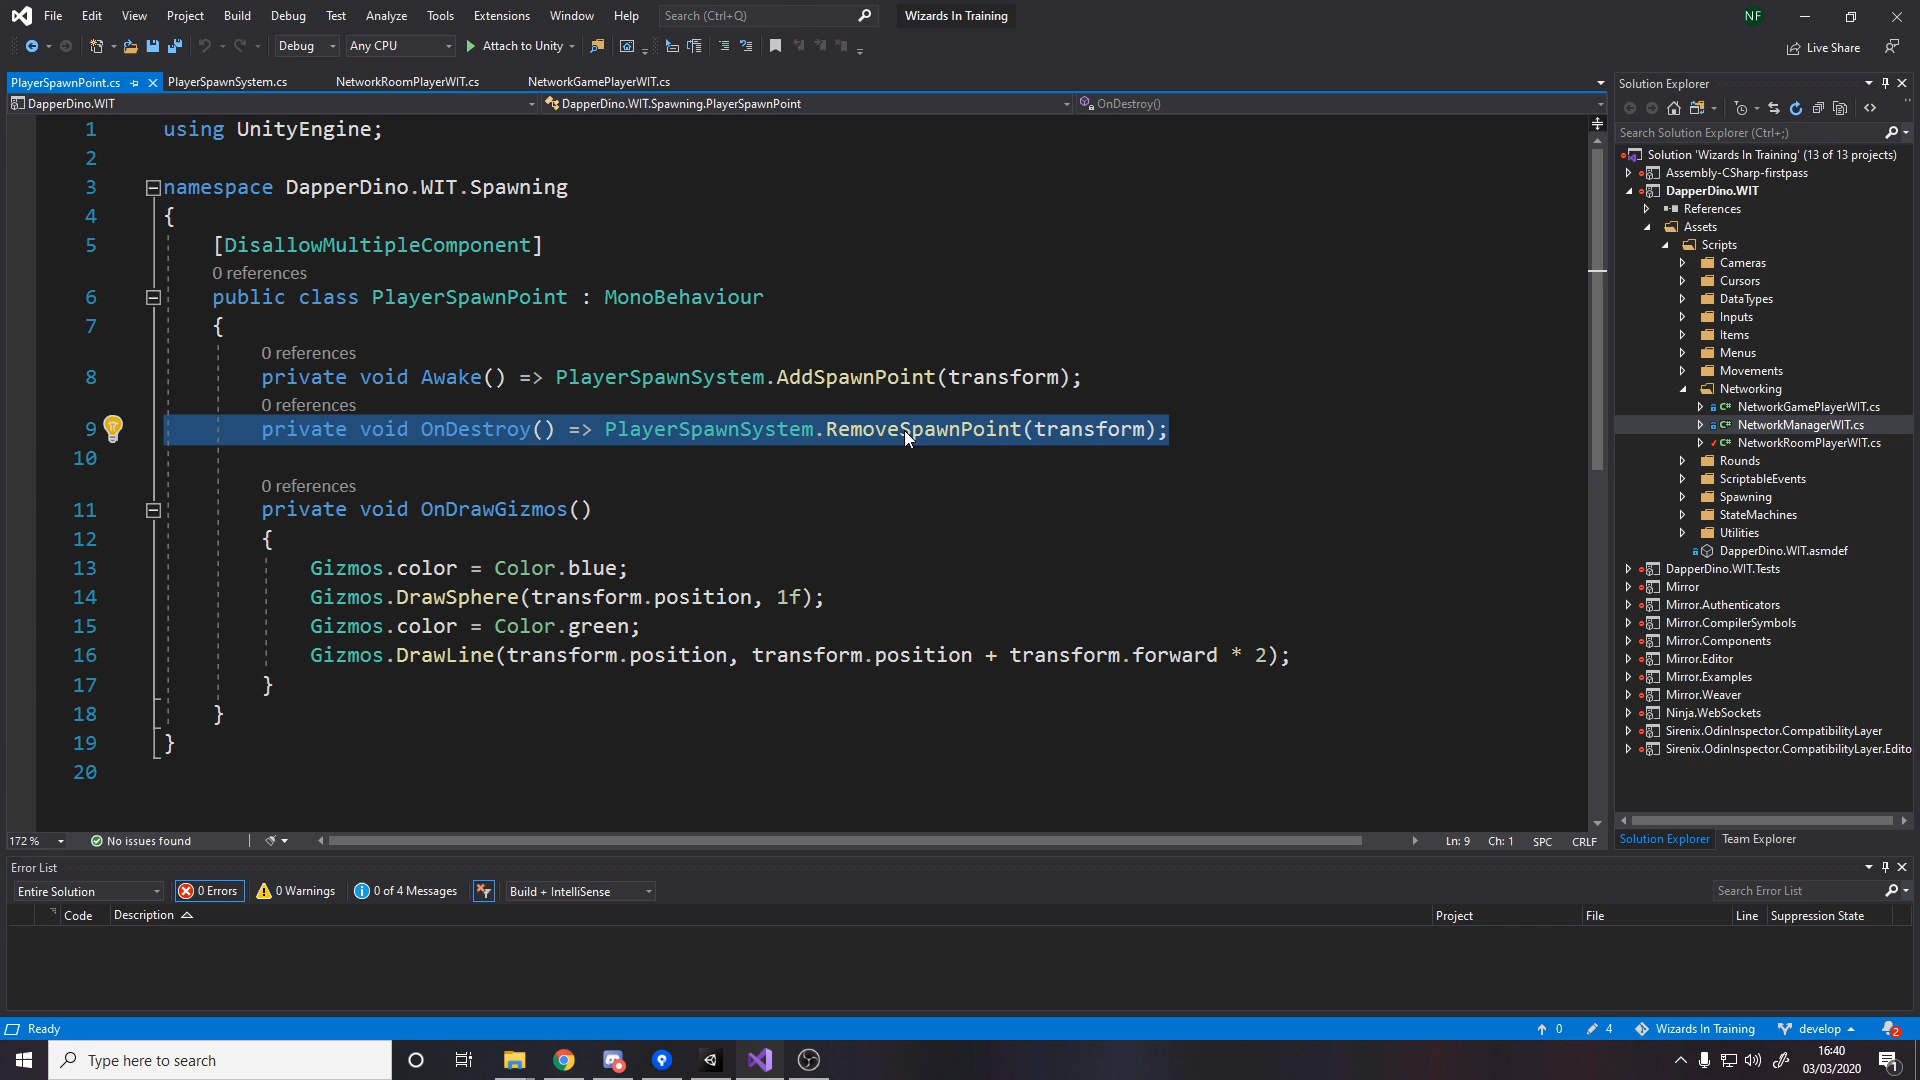 File Edit View Project Build Debug Test Analyze Tools Extensions Window Help Search (Ctrl+Q) Wizards In Training NF
Debug Any CPU Attach to Unity Live Share
PlayerSpawnPoint.cs PlayerSpawnSystem.cs NetworkRoomPlayerWIT.cs NetworkGamePlayerWIT.cs
DapperDino.WIT DapperDino.WIT.Spawning.PlayerSpawnPoint OnDestroy()
1 using UnityEngine;
2
3 namespace DapperDino.WIT.Spawning
4 {
5 [DisallowMultipleComponent]
0 references
6 public class PlayerSpawnPoint : MonoBehaviour
7 {
0 references
8 private void Awake() => PlayerSpawnSystem.AddSpawnPoint(transform);
0 references
9 private void OnDestroy() => PlayerSpawnSystem.RemoveSpawnPoint(transform);
10
0 references
11 private void OnDrawGizmos()
12 {
13 Gizmos.color = Color.blue;
14 Gizmos.DrawSphere(transform.position, 1f);
15 Gizmos.color = Color.green;
16 Gizmos.DrawLine(transform.position, transform.position + transform.forward * 2);
17 }
18 }
19 }
20
172 % No issues found Ln: 9 Ch: 1 SPC CRLF
Solution Explorer
Search Solution Explorer (Ctrl+;)
Solution 'Wizards In Training' (13 of 13 projects)
Assembly-CSharp-firstpass
DapperDino.WIT
References
Assets
Scripts
Cameras
Cursors
DataTypes
Inputs
Items
Menus
Movements
Networking
C# NetworkGamePlayerWIT.cs
C# NetworkManagerWIT.cs
C# NetworkRoomPlayerWIT.cs
Rounds
ScriptableEvents
Spawning
StateMachines
Utilities
DapperDino.WIT.asmdef
DapperDino.WIT.Tests
Mirror
Mirror.Authenticators
Mirror.CompilerSymbols
Mirror.Components
Mirror.Editor
Mirror.Examples
Mirror.Weaver
Ninja.WebSockets
Sirenix.OdinInspector.CompatibilityLayer
Sirenix.OdinInspector.CompatibilityLayer.Edito
Solution Explorer Team Explorer
Error List
Entire Solution 0 Errors 0 Warnings 0 of 4 Messages Build + IntelliSense Search Error List
Code Description Project File Line Suppression State
Ready 0 4 Wizards In Training develop 2
Type here to search 16:40
03/03/2020 1